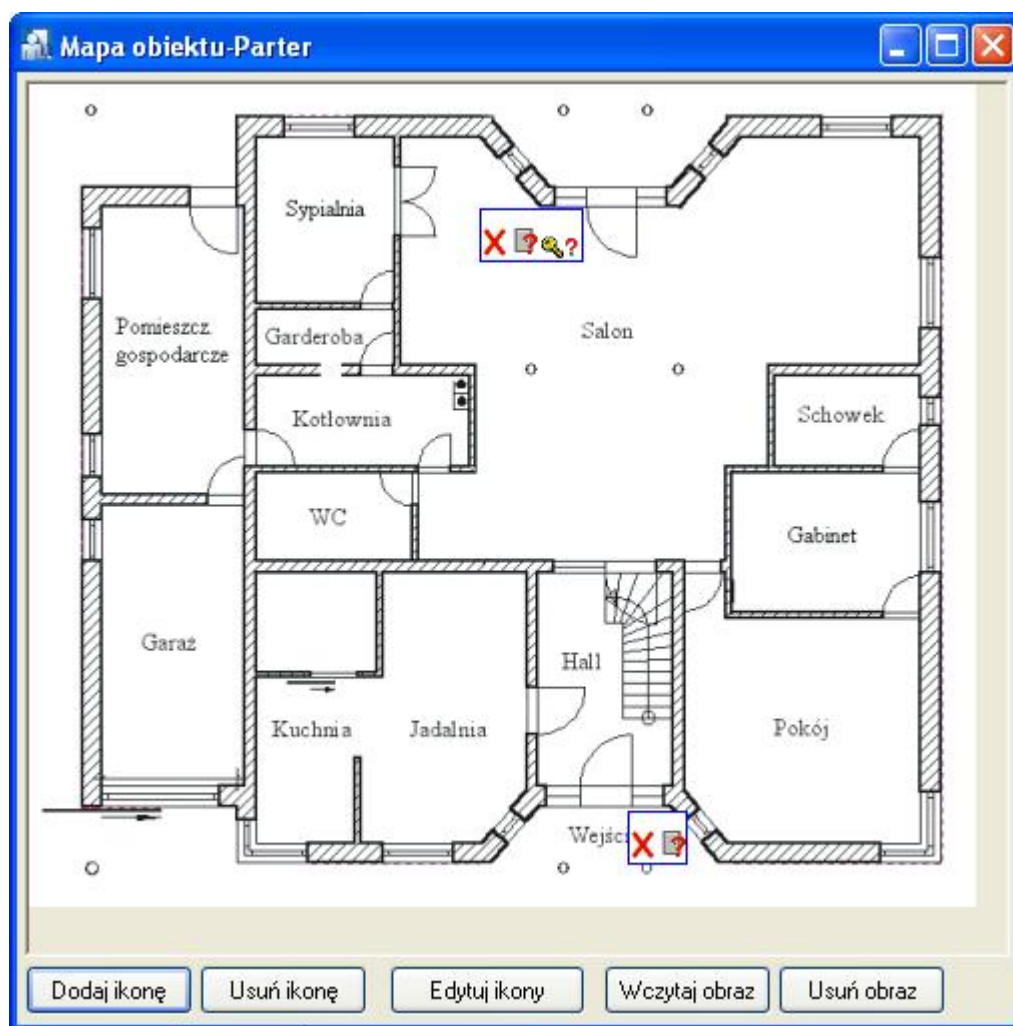 Mapa obiektu-Parter
Sypialnia
Pomieszcz.
gospodarcze
Garderoba
Salon
Kotłownia
Schowek
WC
Gabinet
Garaż
Hall
Kuchnia
Jadalnia
Pokój
Wejśc
Dodaj ikonę
Usuń ikonę
Edytuj ikony
Wczytaj obraz
Usuń obraz